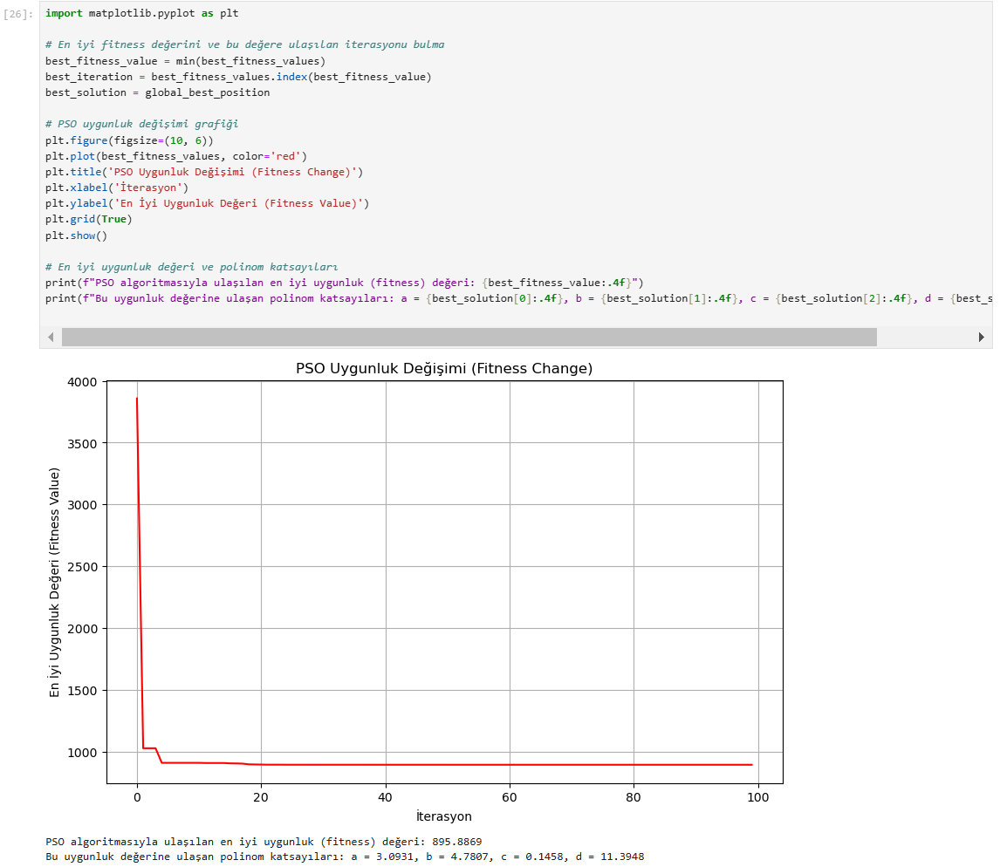 [26]:
import matplotlib.pyplot as plt
# En iyi fitness değerini ve bu değere ulaşılan iterasyonu bulma
best_fitness_value = min(best_fitness_values)
best_iteration = best_fitness_values.index(best_fitness_value)
best_solution = global_best_position
# PSO uygunluk değişimi grafiği
plt.figure(figsize=(10, 6))
plt.plot(best_fitness_values, color='red')
plt.title('PSO Uygunluk Değişimi (Fitness Change)')
plt.xlabel('İterasyon')
plt.ylabel('En İyi Uygunluk Değeri (Fitness Value)')
plt.grid(True)
plt.show()
# En iyi uygunluk değeri ve polinom katsayıları
print(f"PSO algoritmasıyla ulaşılan en iyi uygunluk (fitness) değeri: {best_fitness_value:.4f}")
print(f"Bu uygunluk değerine ulaşan polinom katsayıları: a = {best_solution[0]:.4f}, b = {best_solution[1]:.4f}, c = {best_solution[2]:.4f}, d = {best_s
PSO Uygunluk Değişimi (Fitness Change)
En İyi Uygunluk Değeri (Fitness Value)
4000
3500
3000
2500
2000
1500
1000
0 20 40 60 80 100
İterasyon
PSO algoritmasıyla ulaşılan en iyi uygunluk (fitness) değeri: 895.8869
Bu uygunluk değerine ulaşan polinom katsayıları: a = 3.0931, b = 4.7807, c = 0.1458, d = 11.3948